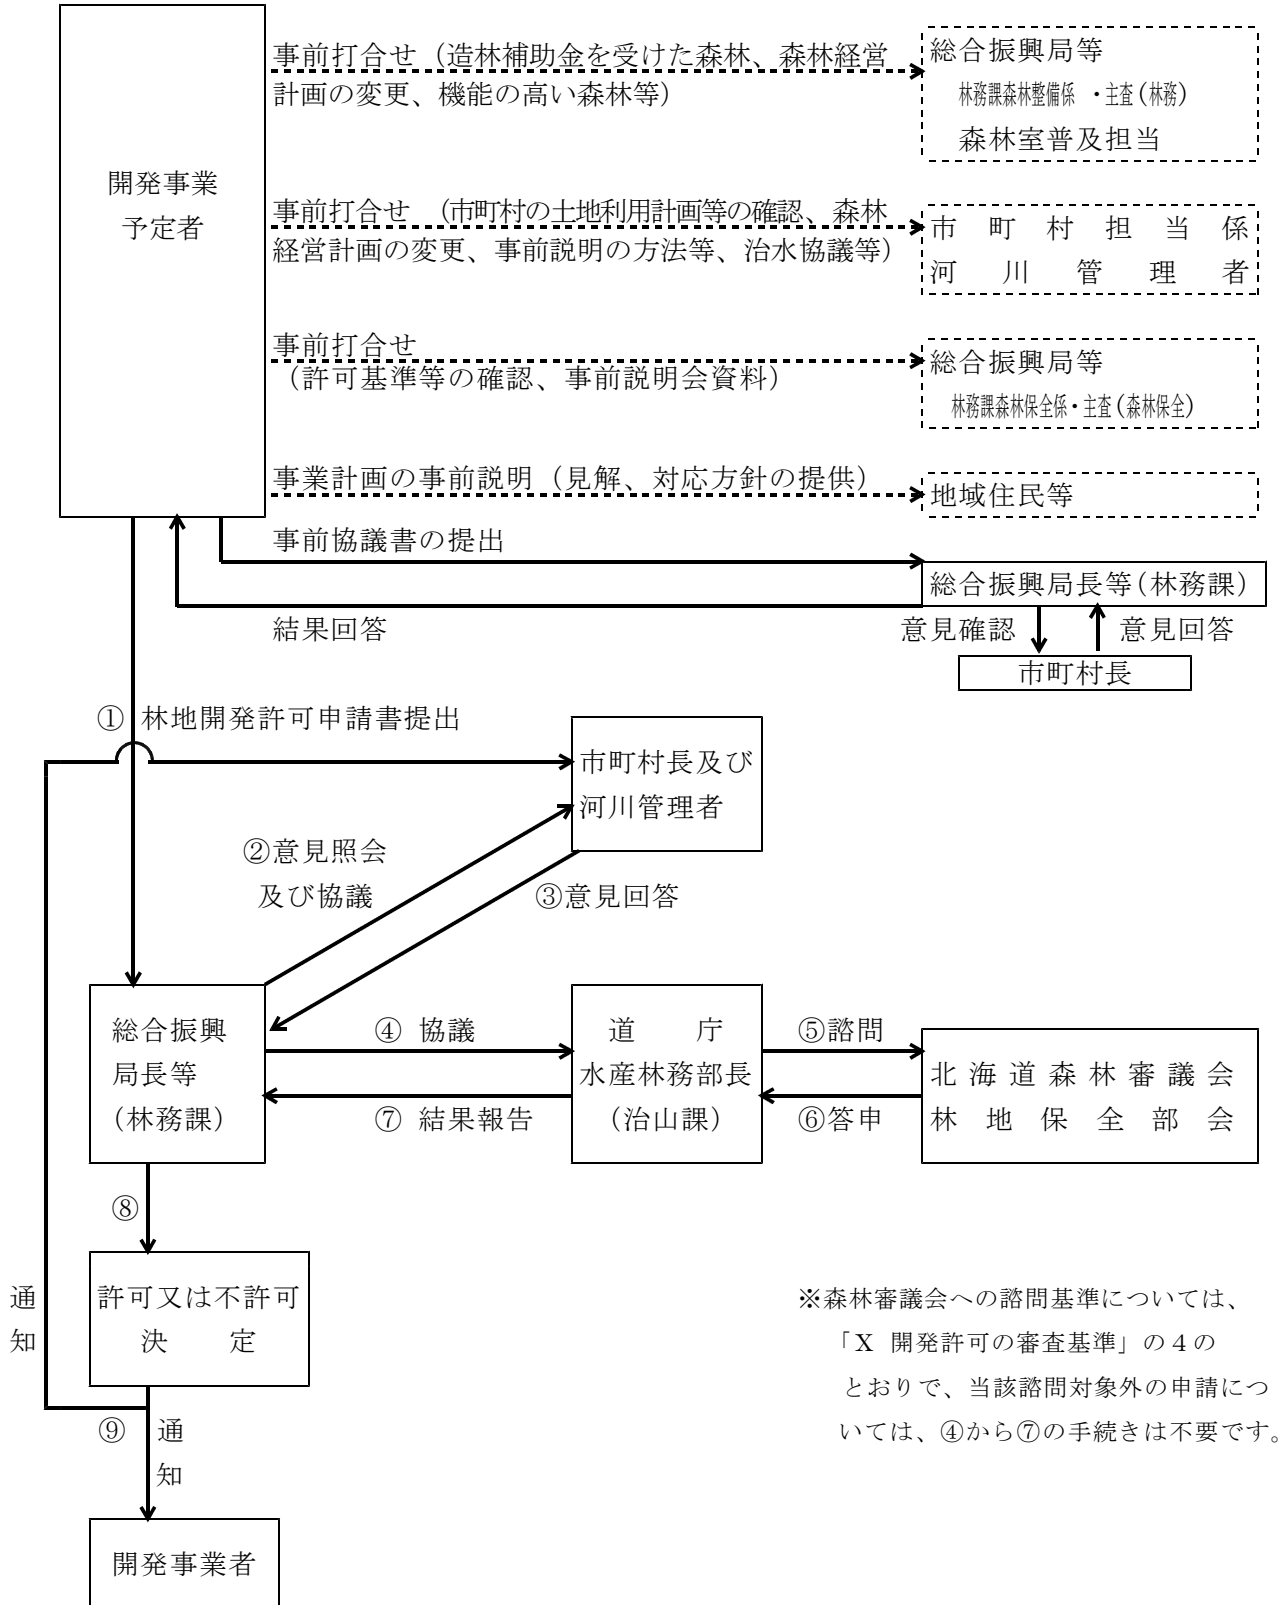 開発事業
予定者
事前打合せ（造林補助金を受けた森林、森林経営
計画の変更、機能の高い森林等）
総合振興局等
林務課森林整備係 ・主査(林務)
森林室普及担当
事前打合せ （市町村の土地利用計画等の確認、森林
経営計画の変更、事前説明の方法等、治水協議等）
市町村担当係
河川管理者
事前打合せ
（許可基準等の確認、事前説明会資料）
総合振興局等
林務課森林保全係・主査(森林保全)
事業計画の事前説明（見解、対応方針の提供）
地域住民等
事前協議書の提出
総合振興局長等(林務課)
結果回答
意見確認
意見回答
市町村長
① 林地開発許可申請書提出
市町村長及び
河川管理者
②意見照会
及び協議
③意見回答
総合振興
局長等
(林務課)
④ 協議
⑦ 結果報告
道 庁
水産林務部長
(治山課)
⑤諮問
⑥答申
北海道森林審議会
林地保全部会
⑧
許可又は不許可
決 定
通
知
⑨ 通
知
開発事業者
※森林審議会への諮問基準については、
「X 開発許可の審査基準」の４の
とおりで、当該諮問対象外の申請につ
いては、④から⑦の手続きは不要です。